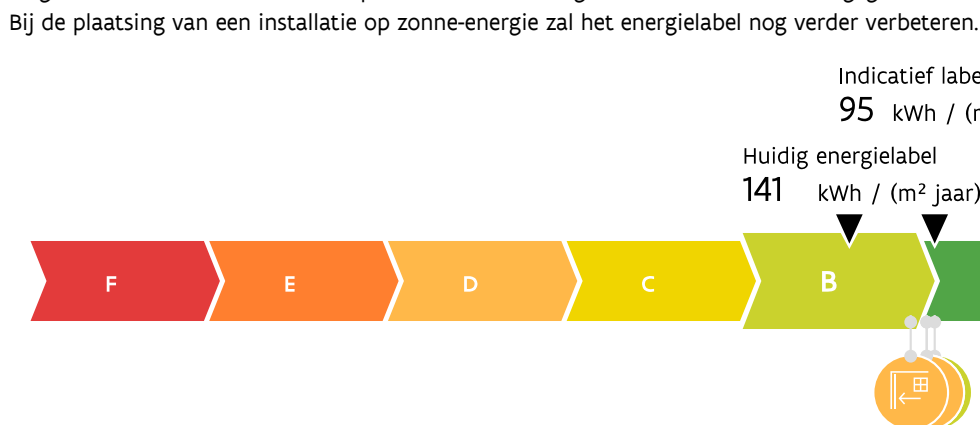 Bij de plaatsing van een installatie op zonne-energie zal het energielabel nog verder verbeteren.
Indicatief
95 kWh /
Huidig energielabel
141 kWh / (m² jaar)
F E D C B